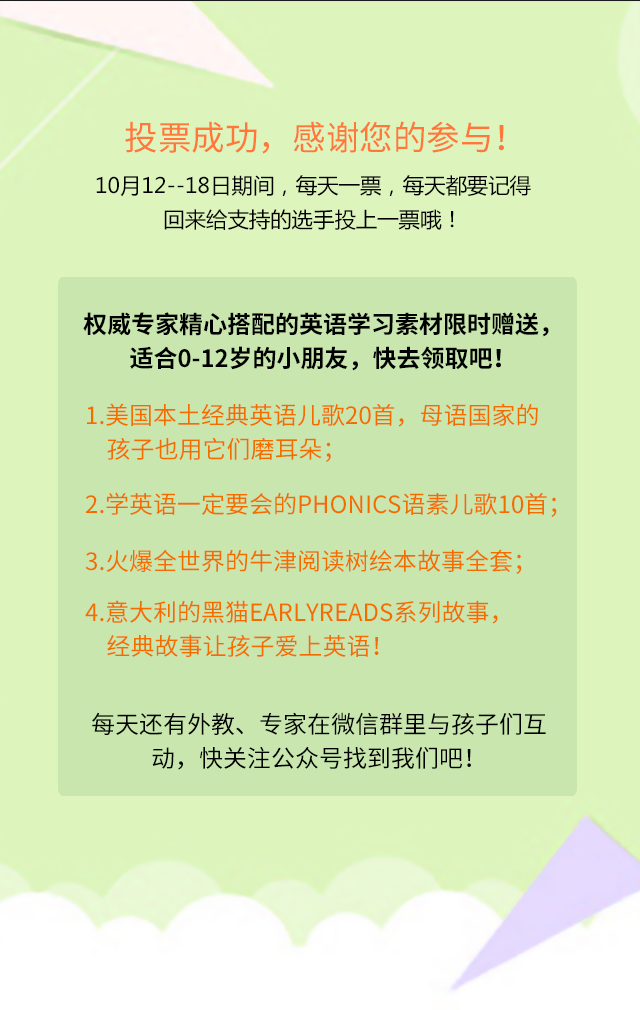 投票成功，感谢您的参与！
10月12--18日期间，每天一票，每天都要记得
回来给支持的选手投上一票哦！
权威专家精心搭配的英语学习素材限时赠送，
适合0-12岁的小朋友，快去领取吧！
1.美国本土经典英语儿歌20首，母语国家的
孩子也用它们磨耳朵；
2.学英语一定要会的PHONICS语素儿歌10首；
3.火爆全世界的牛津阅读树绘本故事全套；
4.意大利的黑猫EARLYREADS系列故事，
经典故事让孩子爱上英语！
每天还有外教、专家在微信群里与孩子们互
动，快关注公众号找到我们吧！